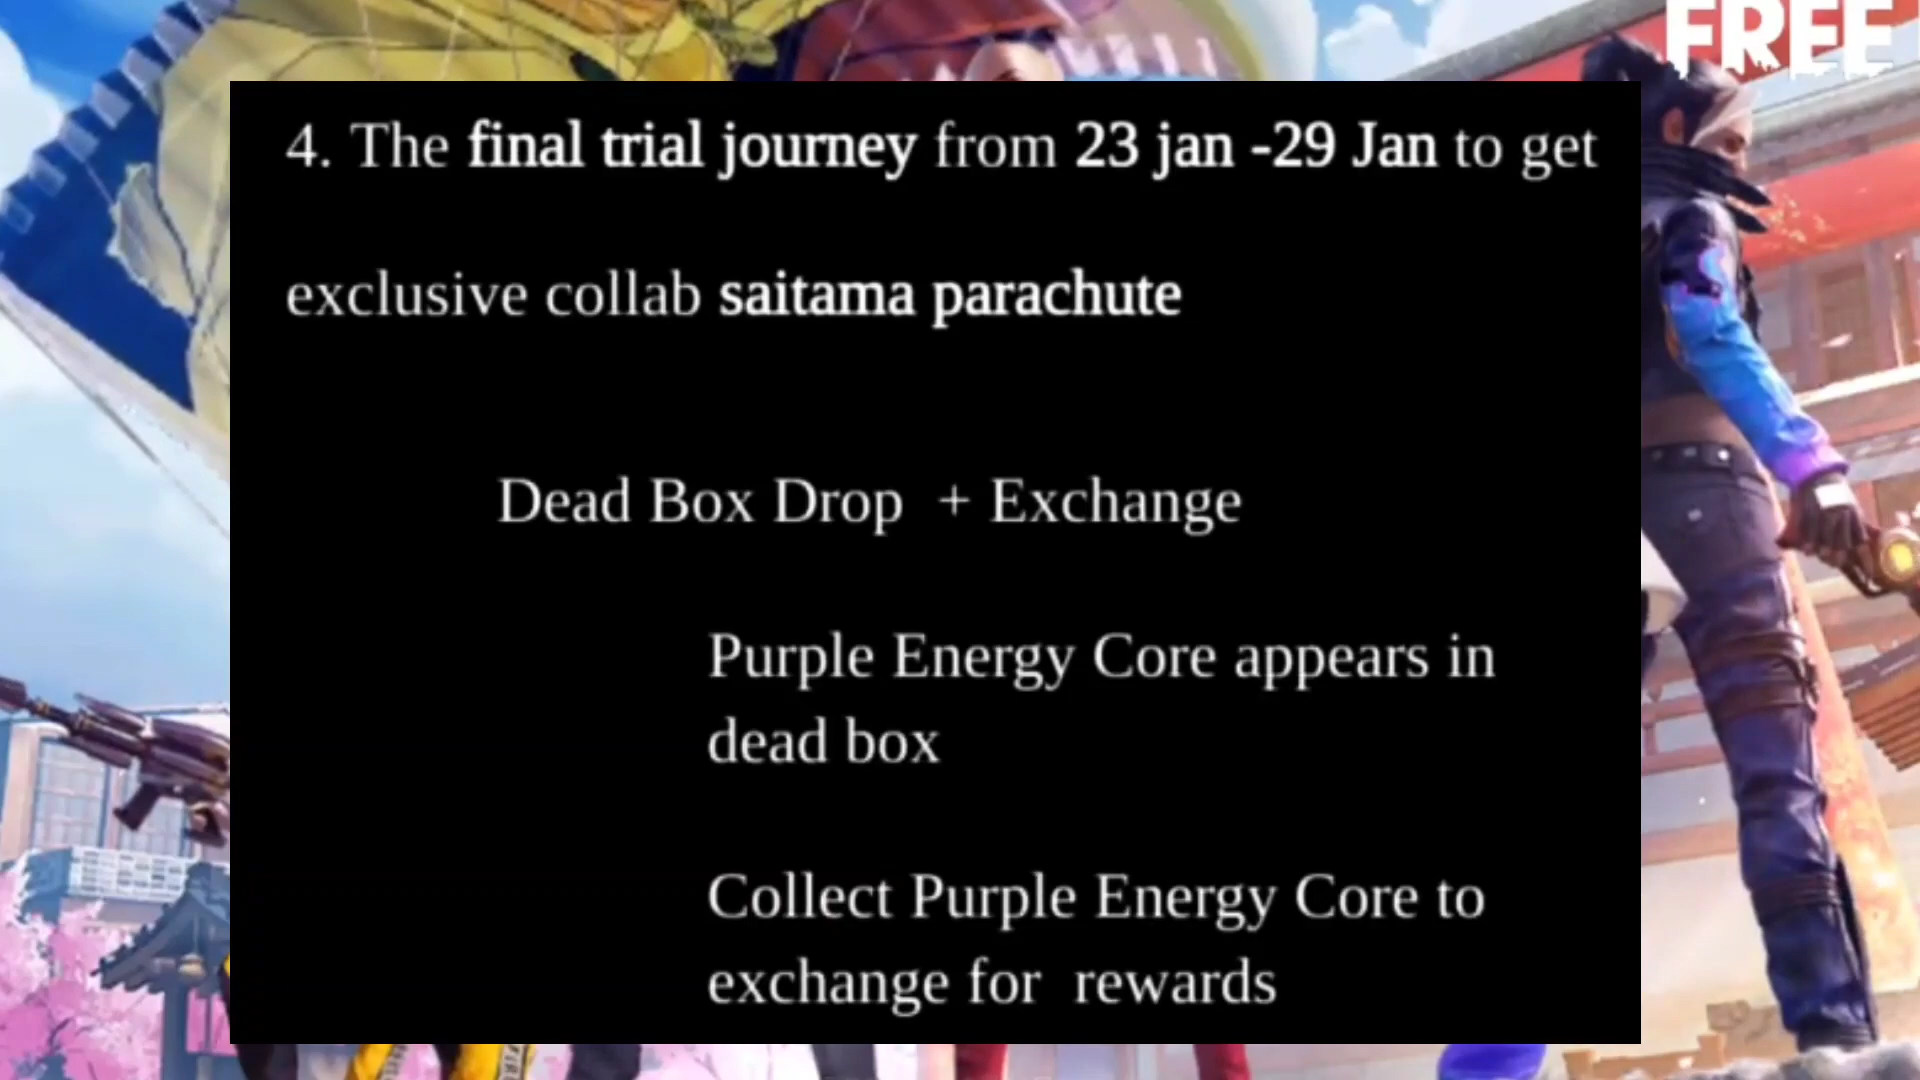 FREE
4. The final trial journey from 23 jan -29 Jan to get
exclusive collab saitama parachute
Dead Box Drop + Exchange
Purple Energy Core appears in
dead box
Collect Purple Energy Core to
exchange for rewards